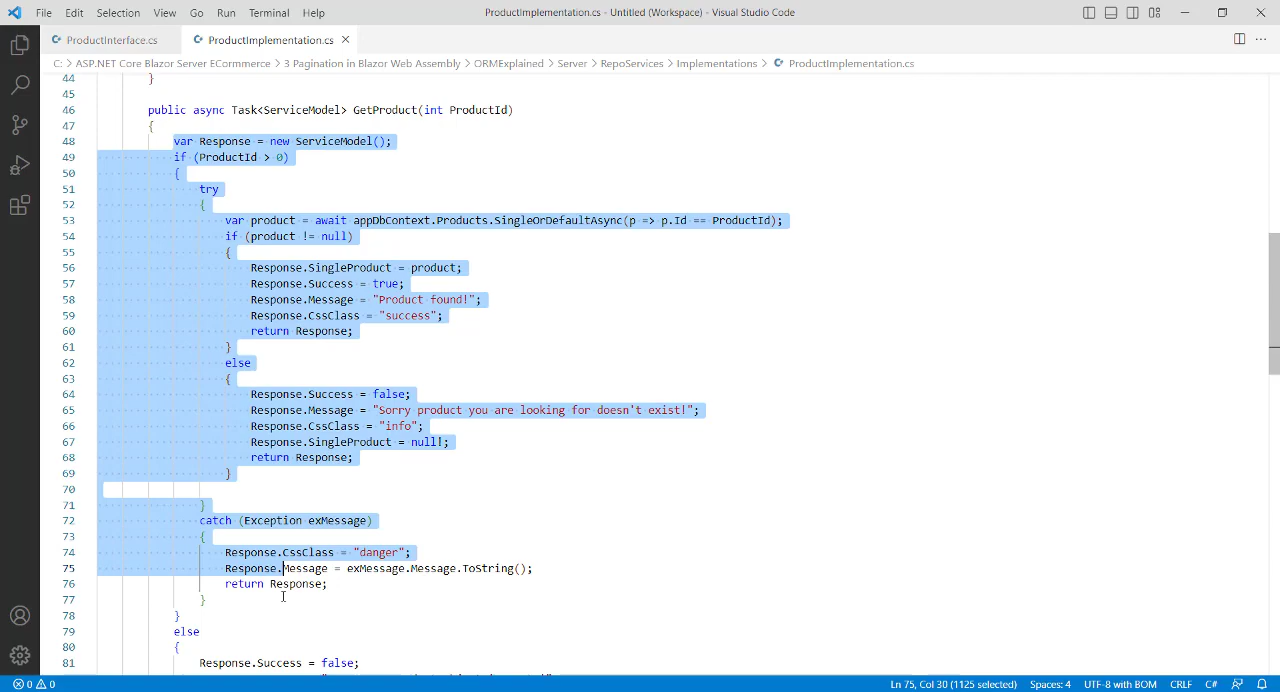 File Edit Selection View Go Run Terminal Help ProductImplementation.cs - Untitled (Workspace) - Visual Studio Code
ProductInterface.cs ProductImplementation.cs
C: > ASP.NET Core Blazor Server ECormmerce > 3 Pagination in Blazor Web Assembly > ORMExplained > Server > RepoServices > Implementations > ProductImplementation.cs
44 }
45
46 public async Task<ServiceModel> GetProduct(int ProductId)
47 {
48 var Response = new ServiceModel();
49 if (ProductId > 0)
50 {
51 try
52 {
53 var product = await appDbContext.Products.SingleOrDefaultAsync(p => p.Id == ProductId);
54 if (product != null)
55 {
56 Response.SingleProduct = product;
57 Response.Success = true;
58 Response.Message = "Product found!";
59 Response.CssClass = "success";
60 return Response;
61 }
62 else
63 {
64 Response.Success = false;
65 Response.Message = "Sorry product you are looking for doesn't exist!";
66 Response.CssClass = "info";
67 Response.SingleProduct = null!;
68 return Response;
69 }
70
71 }
72 catch (Exception exMessage)
73 {
74 Response.CssClass = "danger";
75 Response.Message = exMessage.Message.ToString();
76 return Response;
77 }
78 }
79 else
80 {
81 Response.Success = false;
0 0 Ln 75, Col 30 (1125 selected) Spaces: 4 UTF-8 with BOM CRLF C#